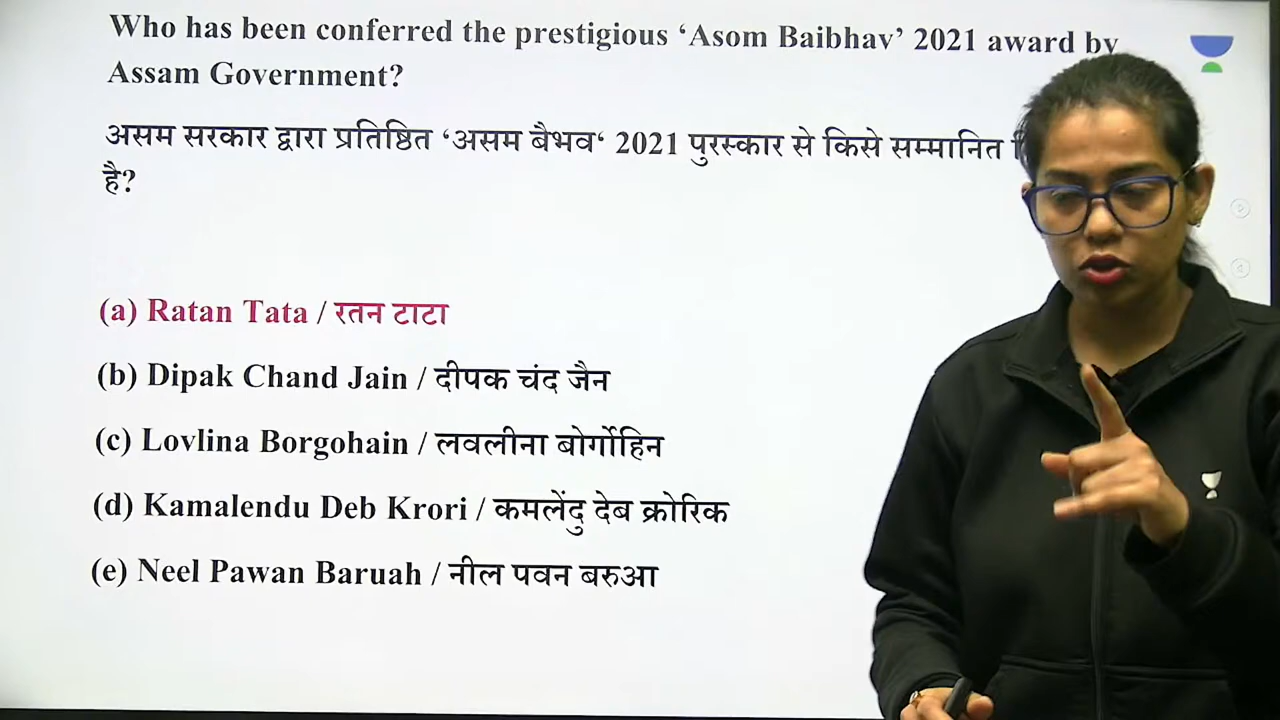 Who has been conferred the prestigious ‘Asom Baibhav’ 2021 award by
Assam Government?
असम सरकार द्वारा प्रतिष्ठित ‘असम बैभव‘ 2021 पुरस्कार से किसे सम्मानित
है?
(a) Ratan Tata / रतन टाटा
(b) Dipak Chand Jain / दीपक चंद जैन
(c) Lovlina Borgohain / लवलीना बोर्गोहिन
(d) Kamalendu Deb Krori / कमलेंदु देब क्रोरिक
(e) Neel Pawan Baruah / नील पवन बरुआ